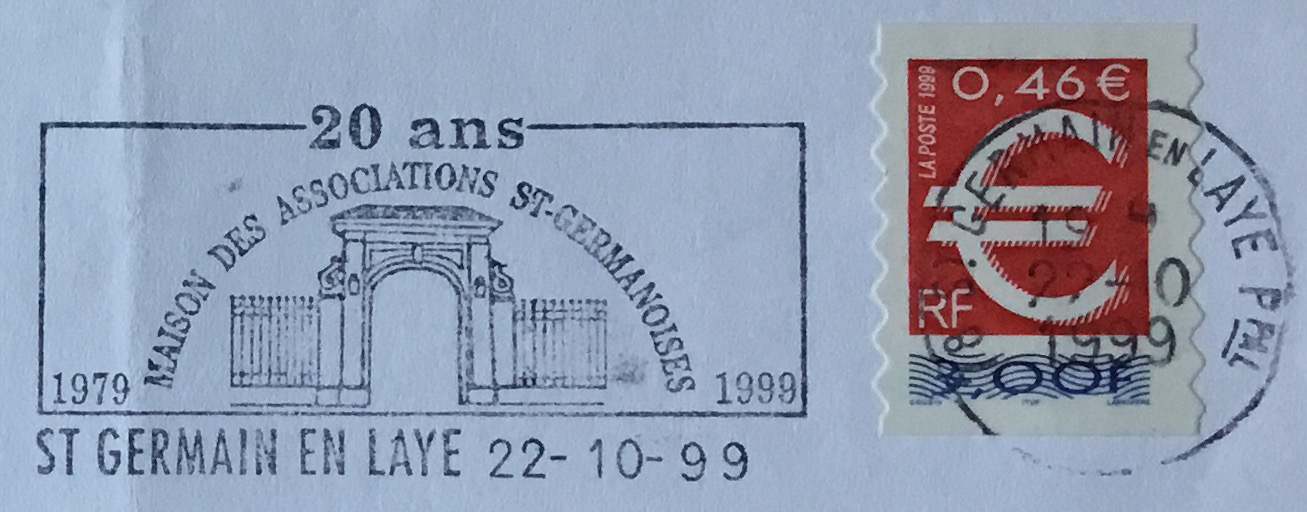 20 ans
MAISON DES ASSOCIATIONS ST-GERMANOISES
1979
1999
ST GERMAIN EN LAYE 22-10-99
LA POSTE 1999
0,46€
€
RF
3,00F
GERMAIN EN LAYE PPAL
1999